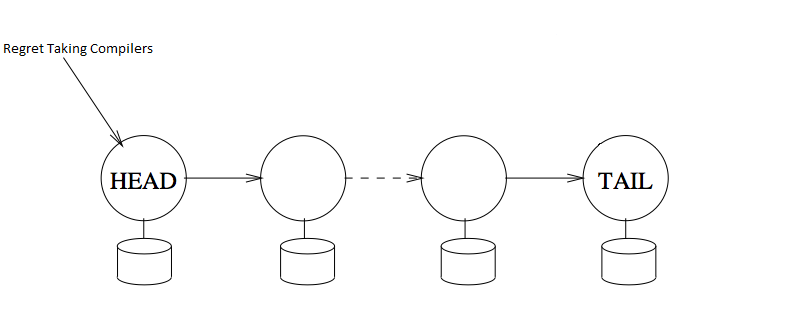 Regret Taking Compilers
HEAD
TAIL